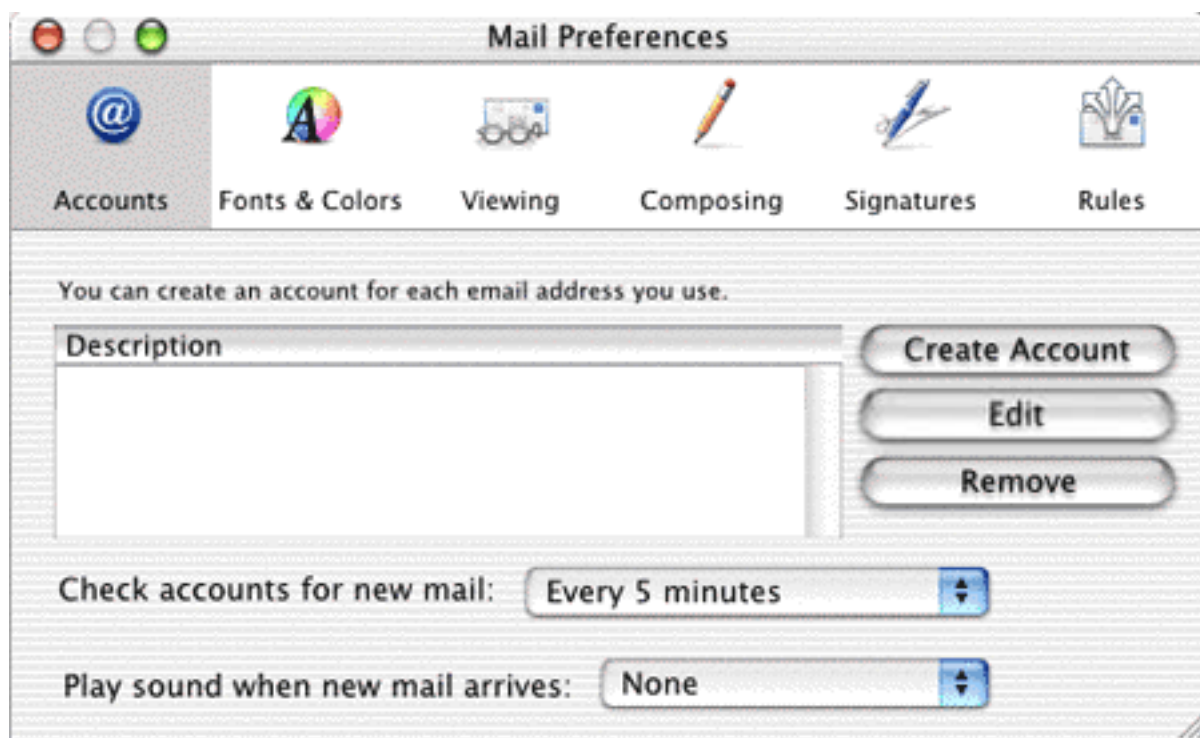 Mail Preferences
Accounts Fonts & Colors Viewing Composing Signatures Rules
You can create an account for each email address you use.
Description
Create Account
Edit
Remove
Check accounts for new mail: Every 5 minutes
Play sound when new mail arrives: None